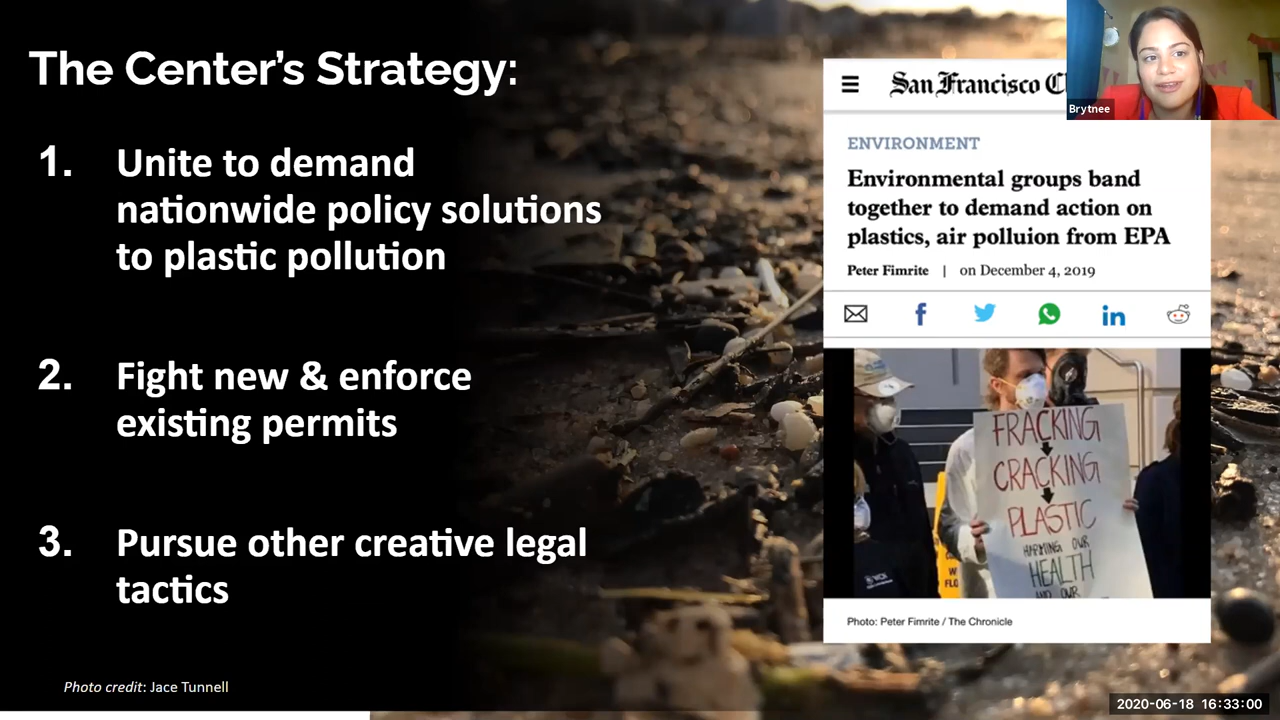 The Center's Strategy:
1. Unite to demand
nationwide policy solutions
to plastic pollution
2. Fight new & enforce
existing permits
3. Pursue other creative legal
tactics
Photo credit: Jace Tunnell
San Francisco
ENVIRONMENT
Environmental groups band
together to demand action on
plastics, air polluion from EPA
Peter Fimrite | on December 4, 2019
FRACKING
CRACKING
PLASTIC
HARMING OUR
HEALTH
AND OUR
Photo: Peter Fimrite / The Chronicle
Brytnee
2020-06-18 16:33:00